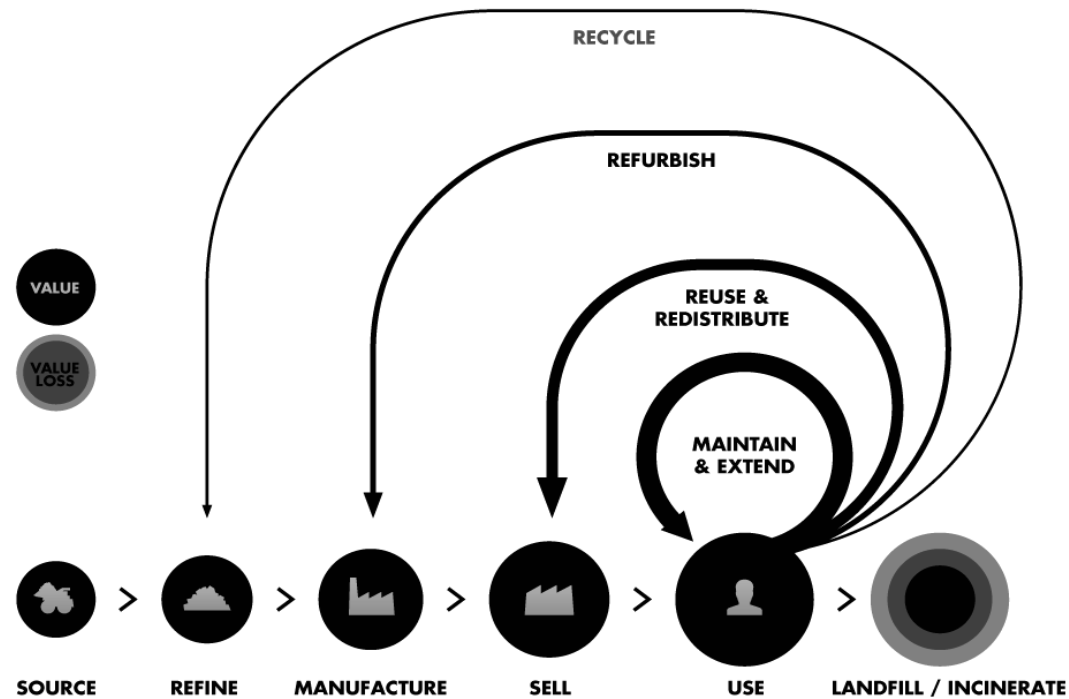 RECYCLE
REFURBISH
REUSE &
REDISTRIBUTE
MAINTAIN
& EXTEND
VALUE
VALUE
LOSS
> > > > >
SOURCE REFINE MANUFACTURE SELL USE LANDFILL / INCINERATE